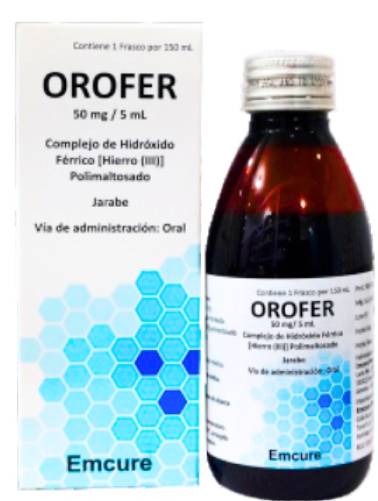 Contiene 1 Frasco por 150 mL
OROFER
50 mg / 5 mL
Complejo de Hidróxido
Férrico [Hierro (III)]
Polimaltosado
Jarabe
Vía de administración: Oral
Emcure
Contiene 1 Frasco por 150 mL
OROFER
50 mg/ 5 mL
Complejo de Hidróxido Férrico
[Hierro (III)] Polimaltosado
Jarabe
Vía de administración: Oral
Emcure